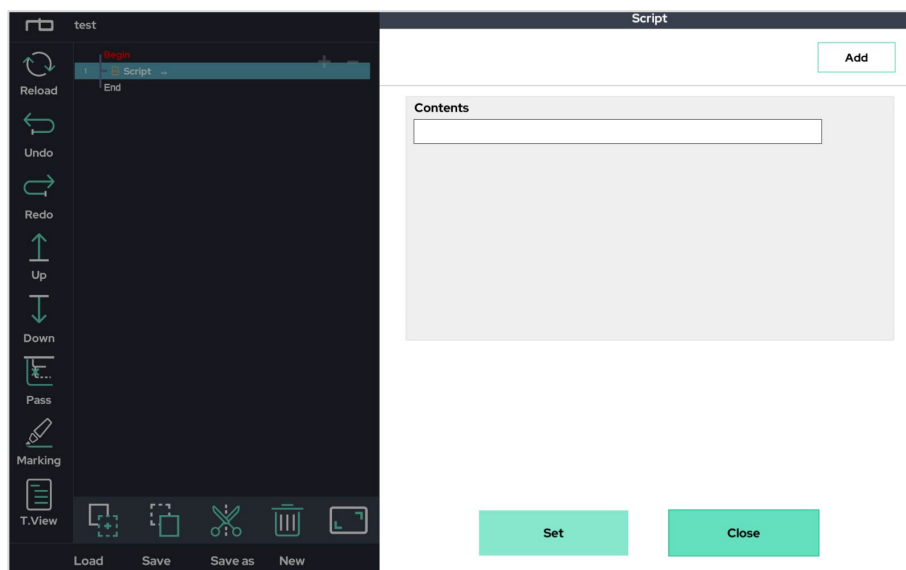 test
Script
Reload
Undo
Redo
Up
Down
Pass
Marking
T.View
Begin
1 Script
End
Load Save Save as New
Add
Contents
Set
Close